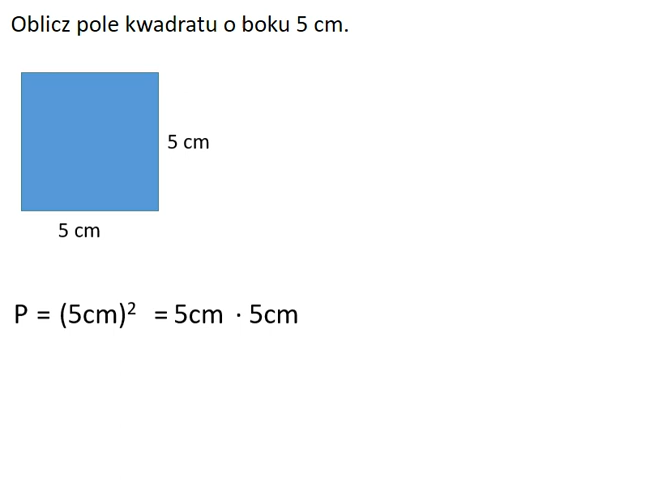 Oblicz pole kwadratu o boku 5 cm.
5 cm
5 cm
P = (5cm)² = 5cm · 5cm